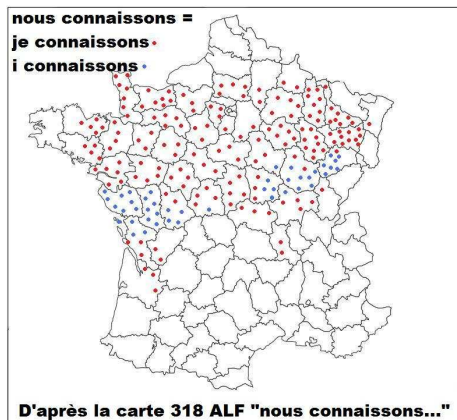 nous connaissons =
je connaissons
i connaissons
D'après la carte 318 ALF "nous connaissons..."